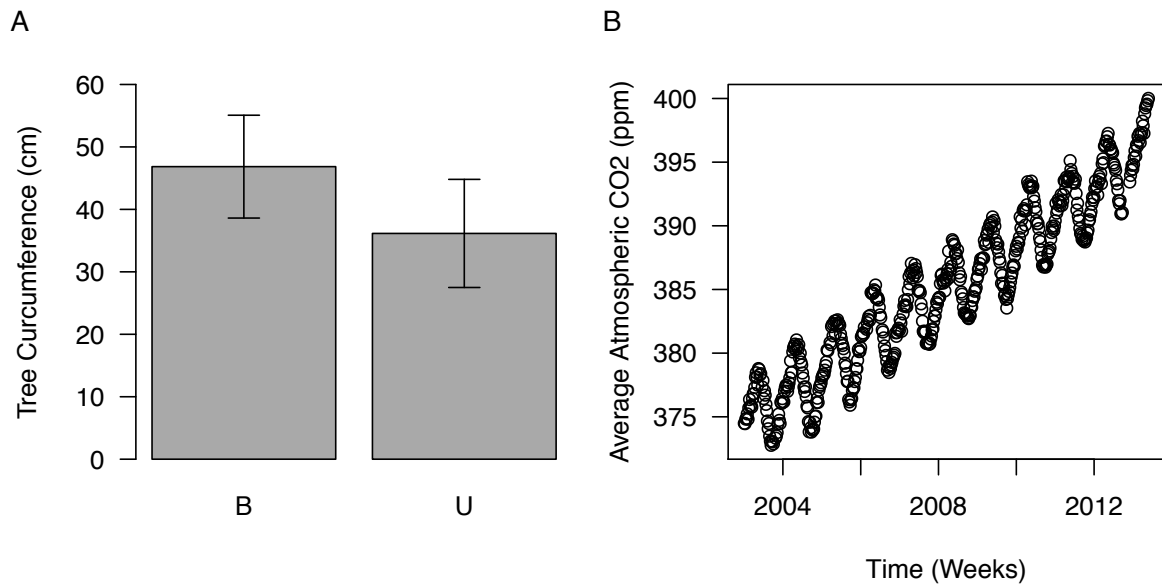 A
Tree Curcumference (cm)
60
50
40
30
20
10
0
B
U
B
Average Atmospheric CO2 (ppm)
400
395
390
385
380
375
2004
2008
2012
Time (Weeks)